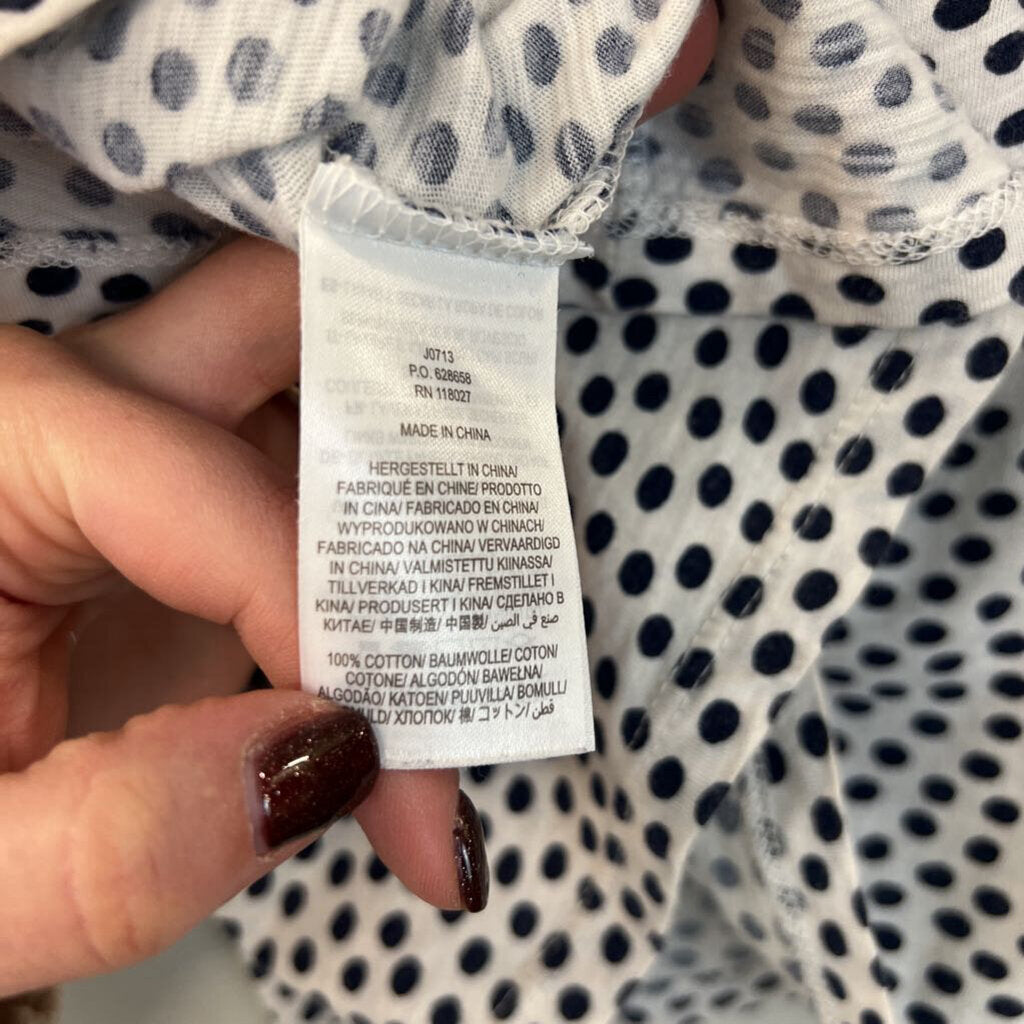 J0713
P.O. 628658
RN 118027
MADE IN CHINA
HERGESTELLT IN CHINA/
FABRIQUÉ EN CHINE/ PRODOTTO
IN CINA/ FABRICADO EN CHINA/
WYPRODUKOWANO W CHINACH/
FABRICADO NA CHINA/ VERVAARDIGD
IN CHINA/ VALMISTETTU KIINASSA/
TILLVERKAD I KINA/ FREMSTILLET I
KINA/ PRODUSERT I KINA/ СДЕЛАНО В
КИТАЕ/ 中国制造/ 中國製/ صنع في الصين/
100% COTTON/ BAUMWOLLE/ COTON/
COTONE/ ALGODÓN/ BAWEŁNA/
ALGODÃO/ KATOEN/ PUUVILLA/ BOMULL/
ХЛОПОК/ 棉/ コットン/ قطن/